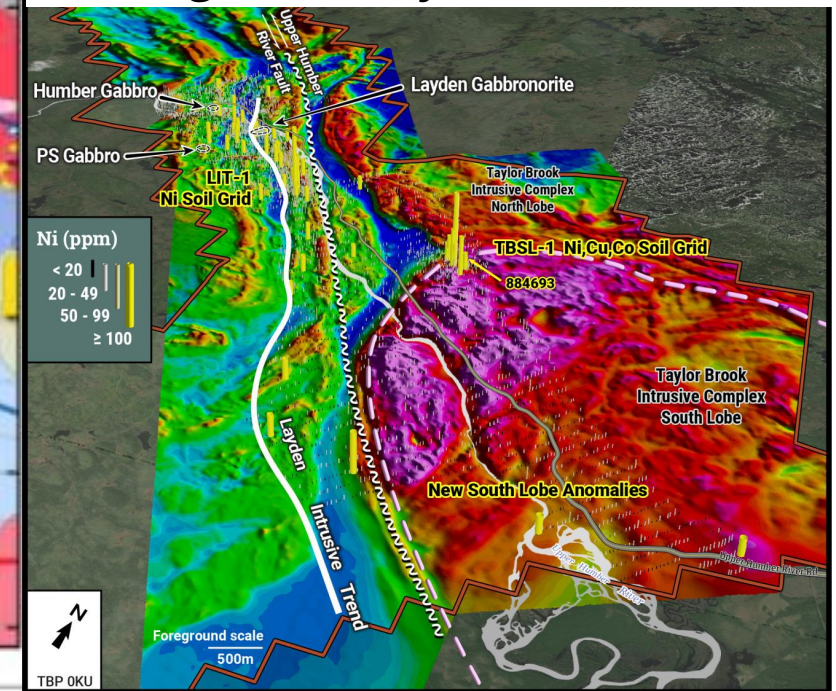 Upper Humber
River Fault
Humber Gabbro
Layden Gabbronorite
PS Gabbro
LIT-1
Ni Soil Grid
Taylor Brook
Intrusive Complex
North Lobe
TBSL-1 Ni,Cu,Co Soil Grid
884693
Ni (ppm)
< 20
20 - 49
50 - 99
≥ 100
Taylor Brook
Intrusive Complex
South Lobe
Layden
Intrusive
Trend
New South Lobe Anomalies
Upper Humber River
Upper Humber River Rd
Foreground scale
500m
N
TBP 0KU